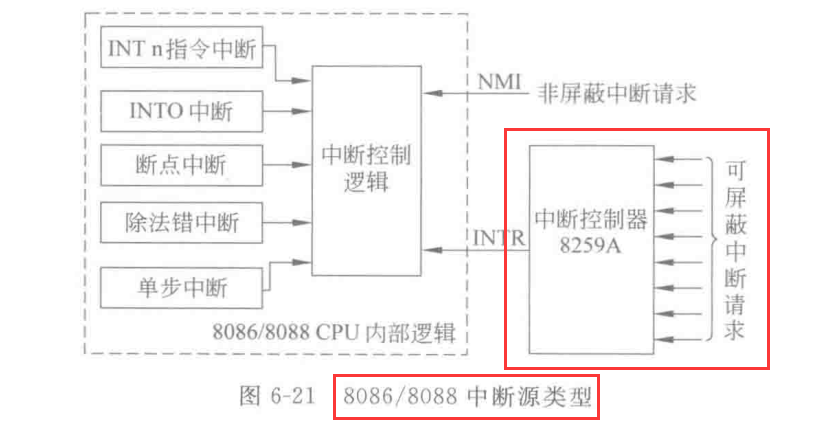 INT n指令中断
INTO 中断
断点中断
除法错中断
单步中断
中断控制
逻辑
8086/8088 CPU 内部逻辑
NMI
非屏蔽中断请求
INTR
中断控制器
8259A
可屏蔽中断请求
图 6-21 8086/8088 中断源类型